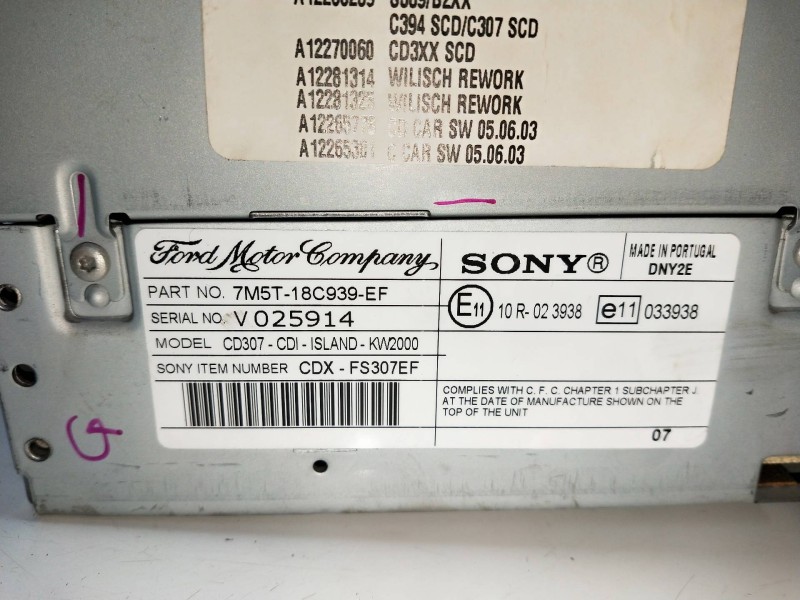 C394 SCD/C307 SCD
A12270060 CD3XX SCD
A12281314 WILISCH REWORK
WILISCH REWORK
CAR SW 05.06.03
CAR SW 05.06.03
Ford Motor Company
SONY®
MADE IN PORTUGAL
DNY2E
PART NO. 7M5T-18C939-EF
SERIAL NO. V 025914
E11 10 R- 02 3938 e11 033938
MODEL CD307 - CDI - ISLAND - KW2000
SONY ITEM NUMBER CDX - FS307EF
COMPLIES WITH C. F. C. CHAPTER 1 SUBCHAPTER J
AT THE DATE OF MANUFACTURE SHOWN ON THE
TOP OF THE UNIT
07